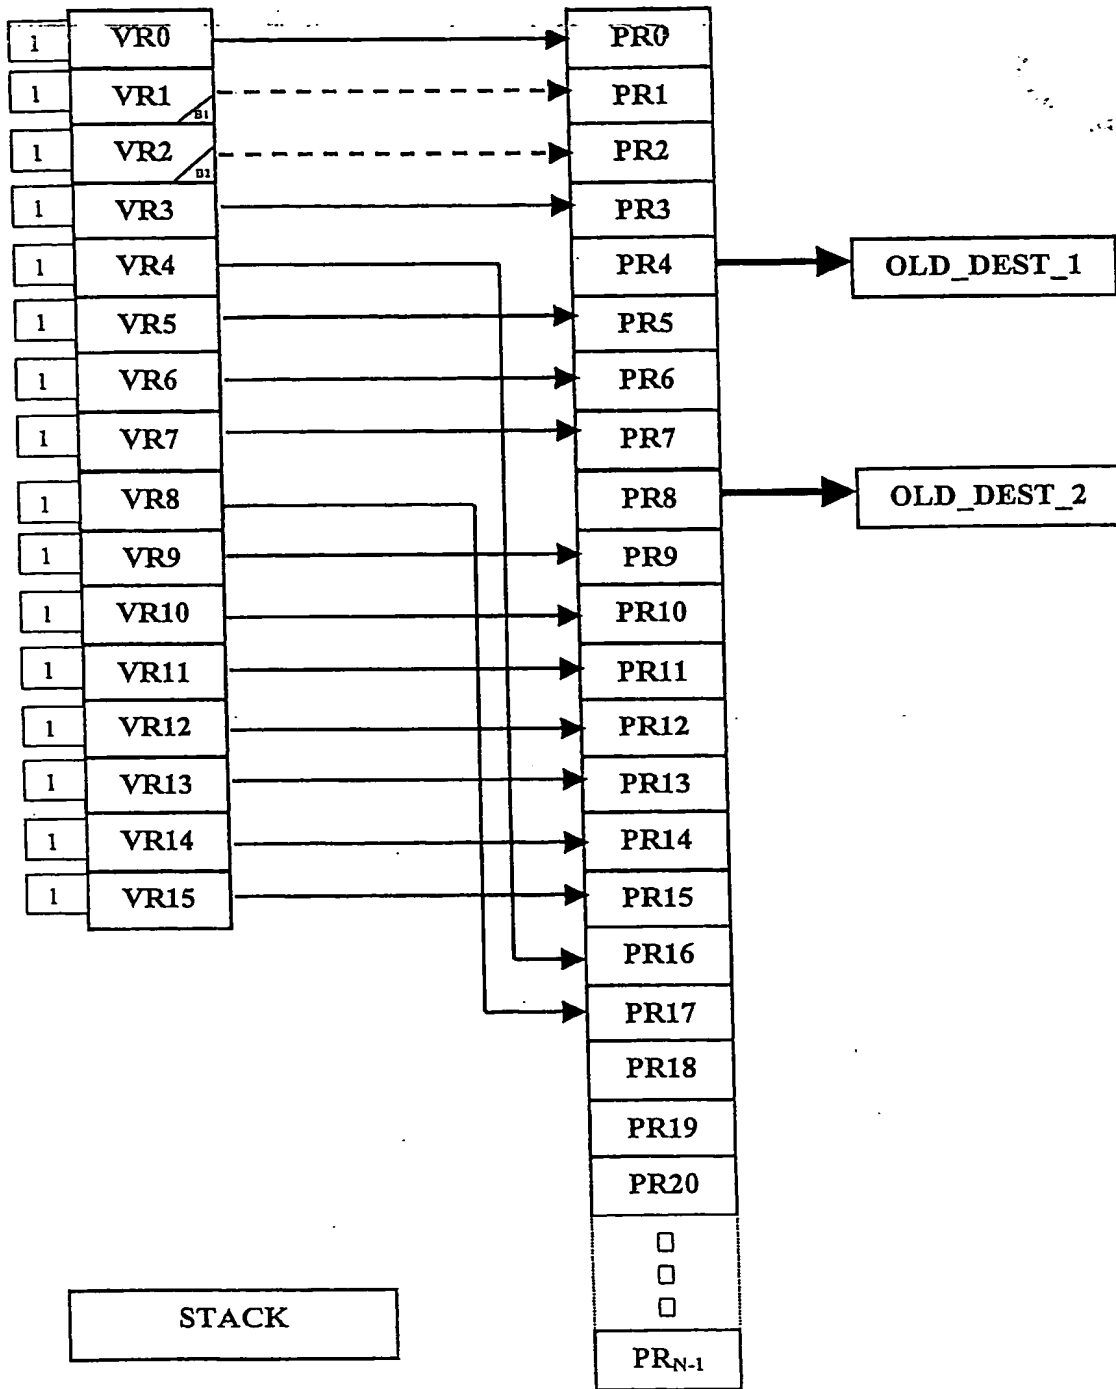 1 VR0 PR0
1 VR1 B1 PR1
1 VR2 B2 PR2
1 VR3 PR3
1 VR4 PR4 OLD_DEST_1
1 VR5 PR5
1 VR6 PR6
1 VR7 PR7
1 VR8 PR8 OLD_DEST_2
1 VR9 PR9
1 VR10 PR10
1 VR11 PR11
1 VR12 PR12
1 VR13 PR13
1 VR14 PR14
1 VR15 PR15
PR16
PR17
PR18
PR19
PR20
STACK
PRN-1